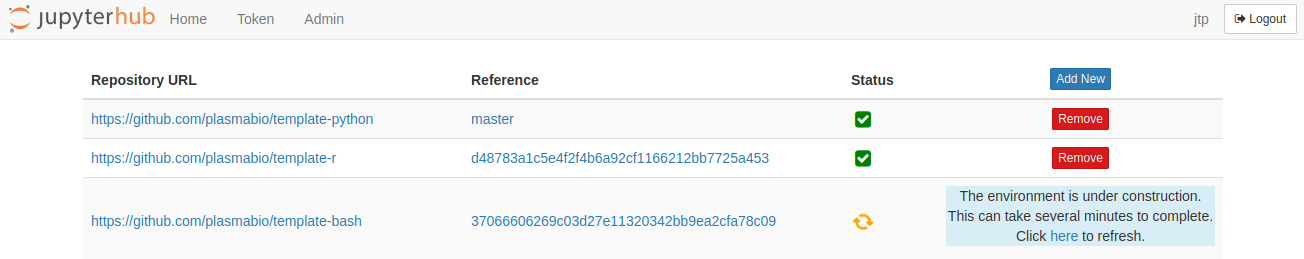 jupyterhub Home Token Admin jtp Logout
Repository URL Reference Status Add New
https://github.com/plasmabio/template-python master Remove
https://github.com/plasmabio/template-r d48783a1c5e4f2f4b6a92cf1166212bb7725a453 Remove
The environment is under construction.
https://github.com/plasmabio/template-bash 37066606269c03d27e11320342bb9ea2cfa78c09 This can take several minutes to complete.
Click here to refresh.